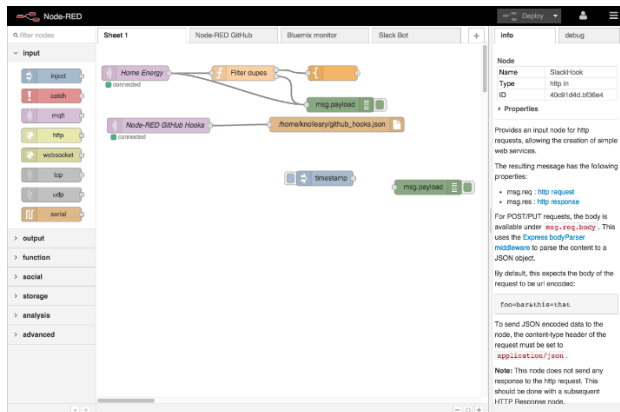 Node-RED
Deploy
filter nodes
Sheet 1
Node-RED GitHub
Bluemix monitor
Slack Bot
+
info
debug
input
inject
catch
mqtt
http
websocket
tcp
udp
serial
output
function
social
storage
analysis
advanced
Home Energy
connected
Filter dupes
msg.payload
Node-RED GitHub Hooks
connected
/home/knolleary/github_hooks.json
timestamp
msg.payload
Node
Name SlackHook
Type http in
ID 40c91d4d.bf36e4
Properties
Provides an input node for http
requests, allowing the creation of simple
web services.
The resulting message has the following
properties:
• msg.req : http request
• msg.res : http response
For POST/PUT requests, the body is
available under msg.req.body. This
uses the Express bodyParser
middleware to parse the content to a
JSON object.
By default, this expects the body of the
request to be url encoded:
foo=bar&this=that
To send JSON encoded data to the
node, the content-type header of the
request must be set to
application/json.
Note: This node does not send any
response to the http request. This
should be done with a subsequent
HTTP Response node.